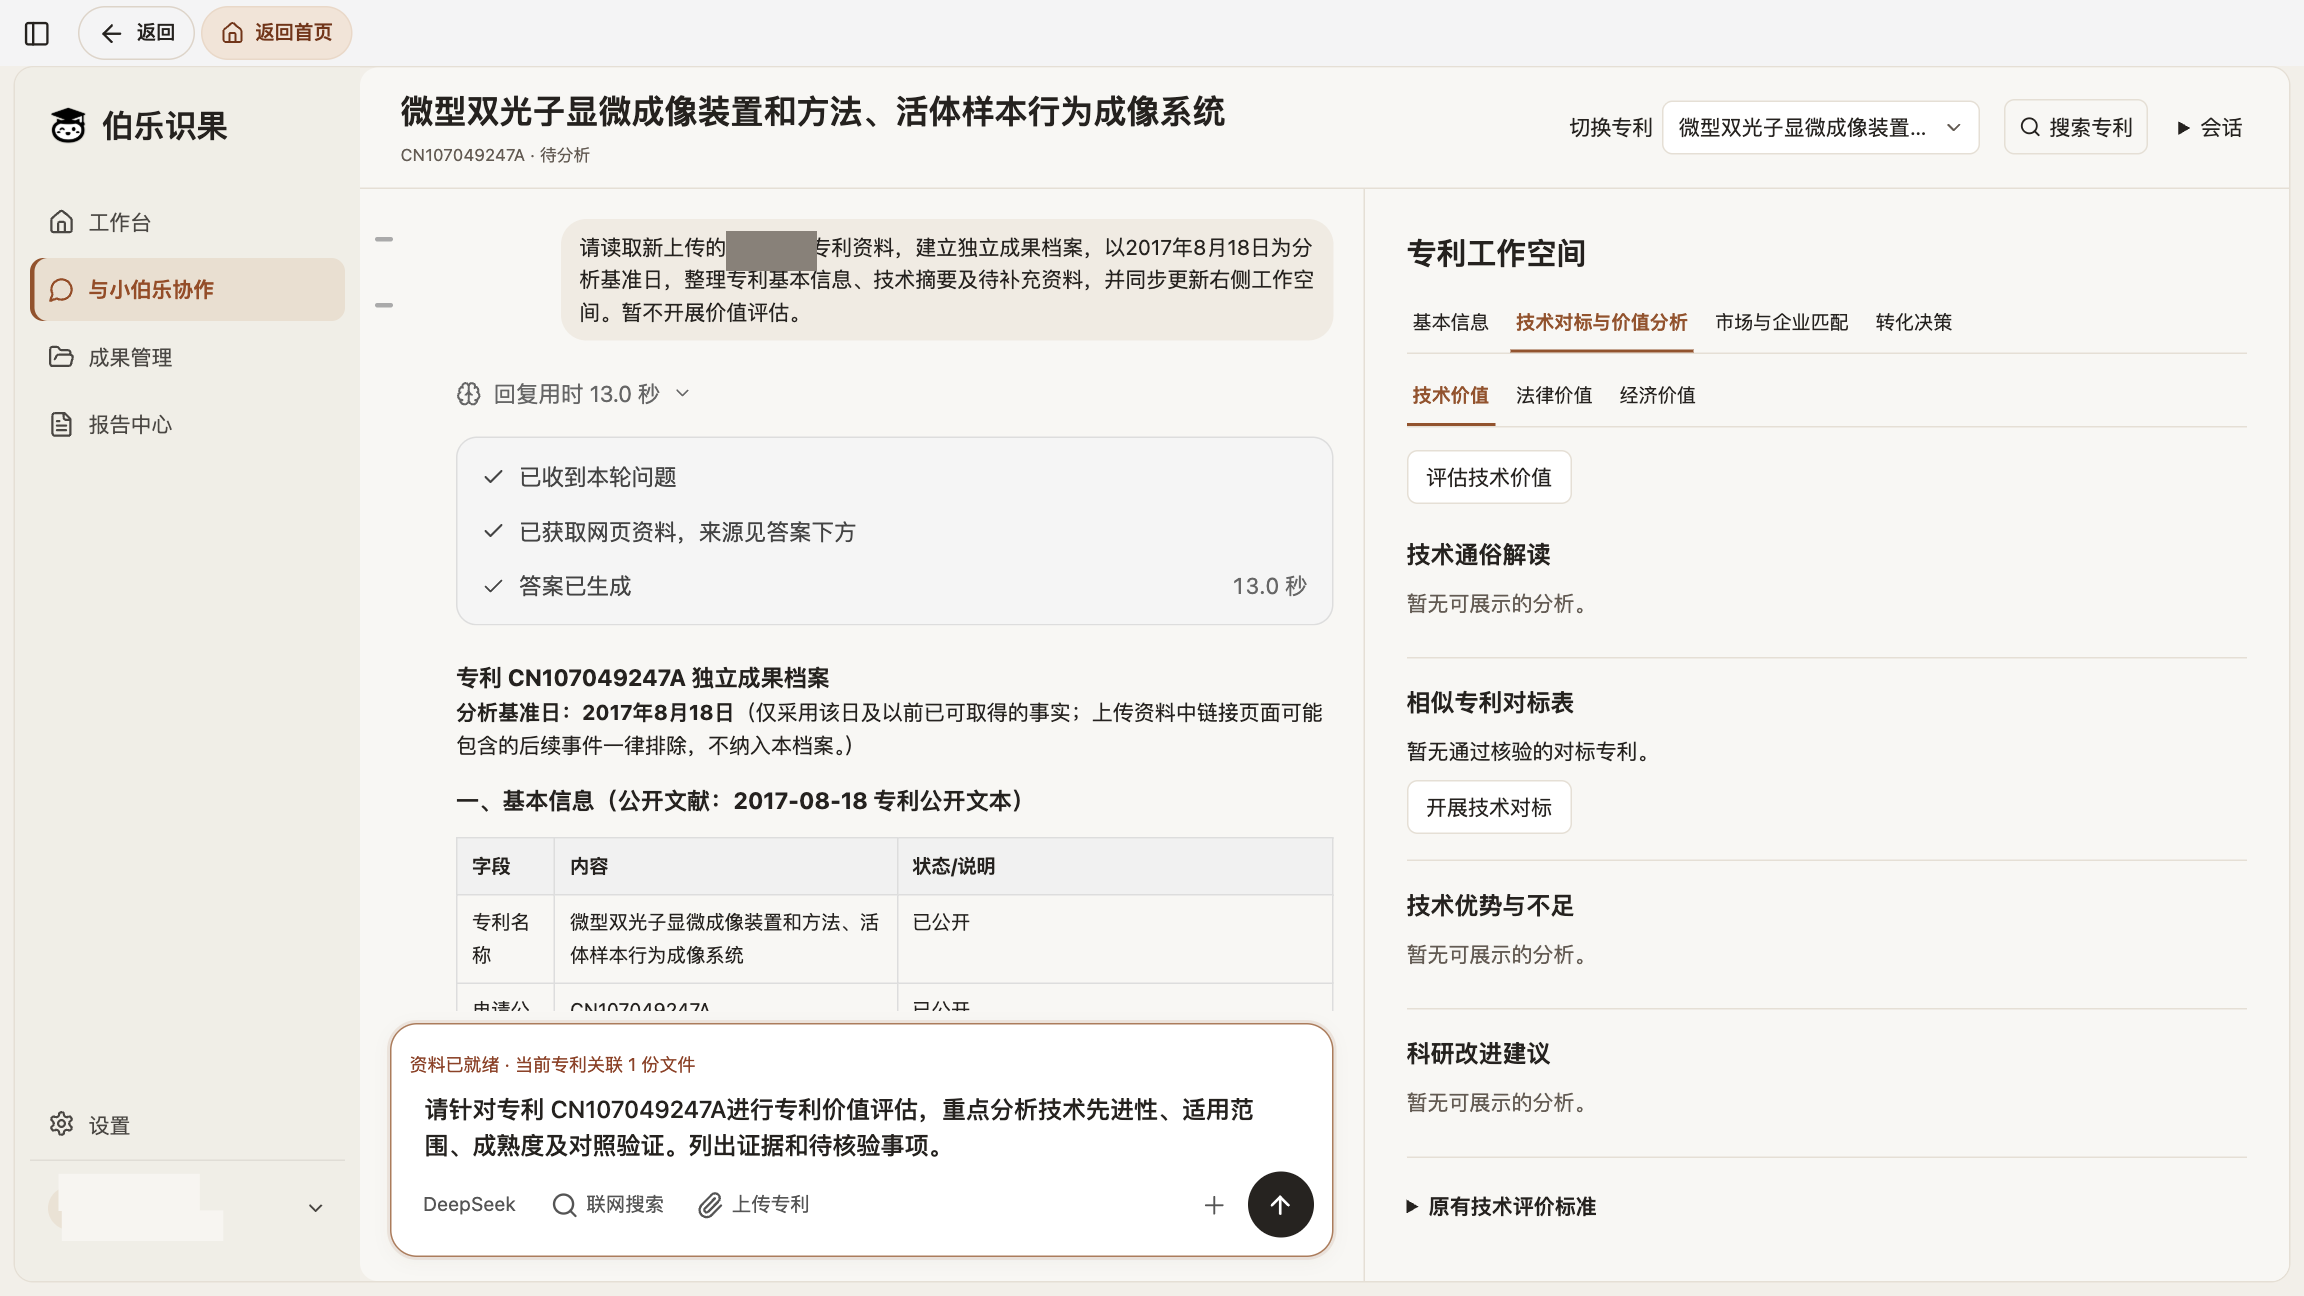 返回
返回首页
伯乐识果
工作台
与小伯乐协作
成果管理
报告中心
设置
微型双光子显微成像装置和方法、活体样本行为成像系统
CN107049247A · 待分析
切换专利
微型双光子显微成像装置...
搜索专利
▶ 会话
请读取新上传的 专利资料，建立独立成果档案，以2017年8月18日为分
析基准日，整理专利基本信息、技术摘要及待补充资料，并同步更新右侧工作空
间。暂不开展价值评估。
回复用时 13.0 秒
已收到本轮问题
已获取网页资料，来源见答案下方
答案已生成
13.0 秒
专利 CN107049247A 独立成果档案
分析基准日：2017年8月18日（仅采用该日及以前已可取得的事实；上传资料中链接页面可能
包含的后续事件一律排除，不纳入本档案。）
一、基本信息（公开文献：2017-08-18 专利公开文本）
字段 内容 状态/说明
专利名 微型双光子显微成像装置和方法、活 已公开
称 体样本行为成像系统
申请公 CN107049247A 已公开
资料已就绪 · 当前专利关联 1 份文件
请针对专利 CN107049247A进行专利价值评估，重点分析技术先进性、适用范
围、成熟度及对照验证。列出证据和待核验事项。
DeepSeek
联网搜索
上传专利
专利工作空间
基本信息 技术对标与价值分析 市场与企业匹配 转化决策
技术价值 法律价值 经济价值
评估技术价值
技术通俗解读
暂无可展示的分析。
相似专利对标表
暂无通过核验的对标专利。
开展技术对标
技术优势与不足
暂无可展示的分析。
科研改进建议
暂无可展示的分析。
▶ 原有技术评价标准